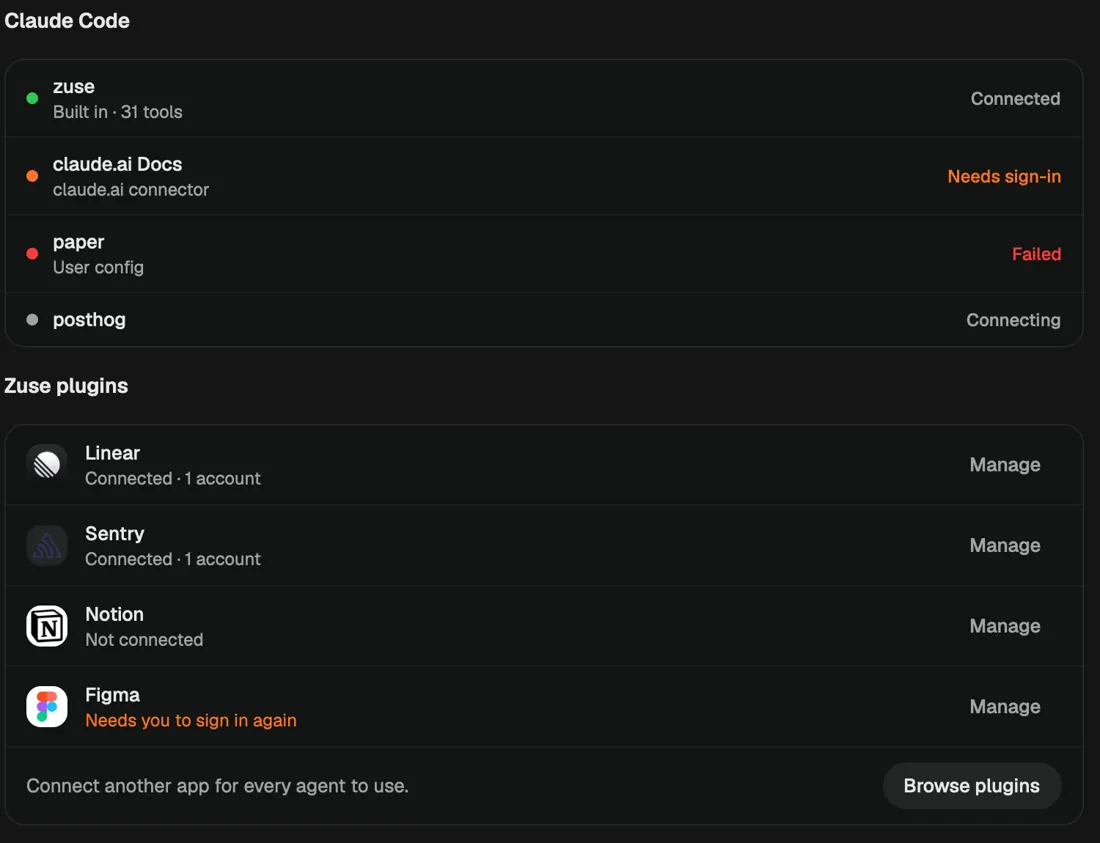 Claude Code
zuse
Built in · 31 tools
Connected
claude.ai Docs
claude.ai connector
Needs sign-in
paper
User config
Failed
posthog
Connecting
Zuse plugins
Linear
Connected · 1 account
Manage
Sentry
Connected · 1 account
Manage
Notion
Not connected
Manage
Figma
Needs you to sign in again
Manage
Connect another app for every agent to use.
Browse plugins